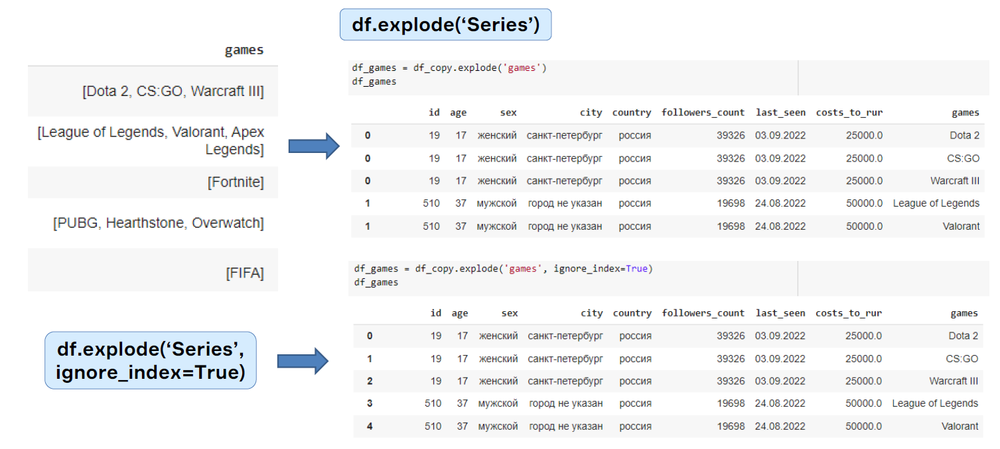 df.explode(‘Series’)
games
[Dota 2, CS:GO, Warcraft III]
[League of Legends, Valorant, Apex
Legends]
[Fortnite]
[PUBG, Hearthstone, Overwatch]
[FIFA]
df_games = df_copy.explode('games')
df_games
id age sex city country followers_count last_seen costs_to_rur games
0 19 17 женский санкт-петербург россия 39326 03.09.2022 25000.0 Dota 2
0 19 17 женский санкт-петербург россия 39326 03.09.2022 25000.0 CS:GO
0 19 17 женский санкт-петербург россия 39326 03.09.2022 25000.0 Warcraft III
1 510 37 мужской город не указан россия 19698 24.08.2022 50000.0 League of Legends
1 510 37 мужской город не указан россия 19698 24.08.2022 50000.0 Valorant
df.explode(‘Series’,
ignore_index=True)
df_games = df_copy.explode('games', ignore_index=True)
df_games
id age sex city country followers_count last_seen costs_to_rur games
0 19 17 женский санкт-петербург россия 39326 03.09.2022 25000.0 Dota 2
1 19 17 женский санкт-петербург россия 39326 03.09.2022 25000.0 CS:GO
2 19 17 женский санкт-петербург россия 39326 03.09.2022 25000.0 Warcraft III
3 510 37 мужской город не указан россия 19698 24.08.2022 50000.0 League of Legends
4 510 37 мужской город не указан россия 19698 24.08.2022 50000.0 Valorant